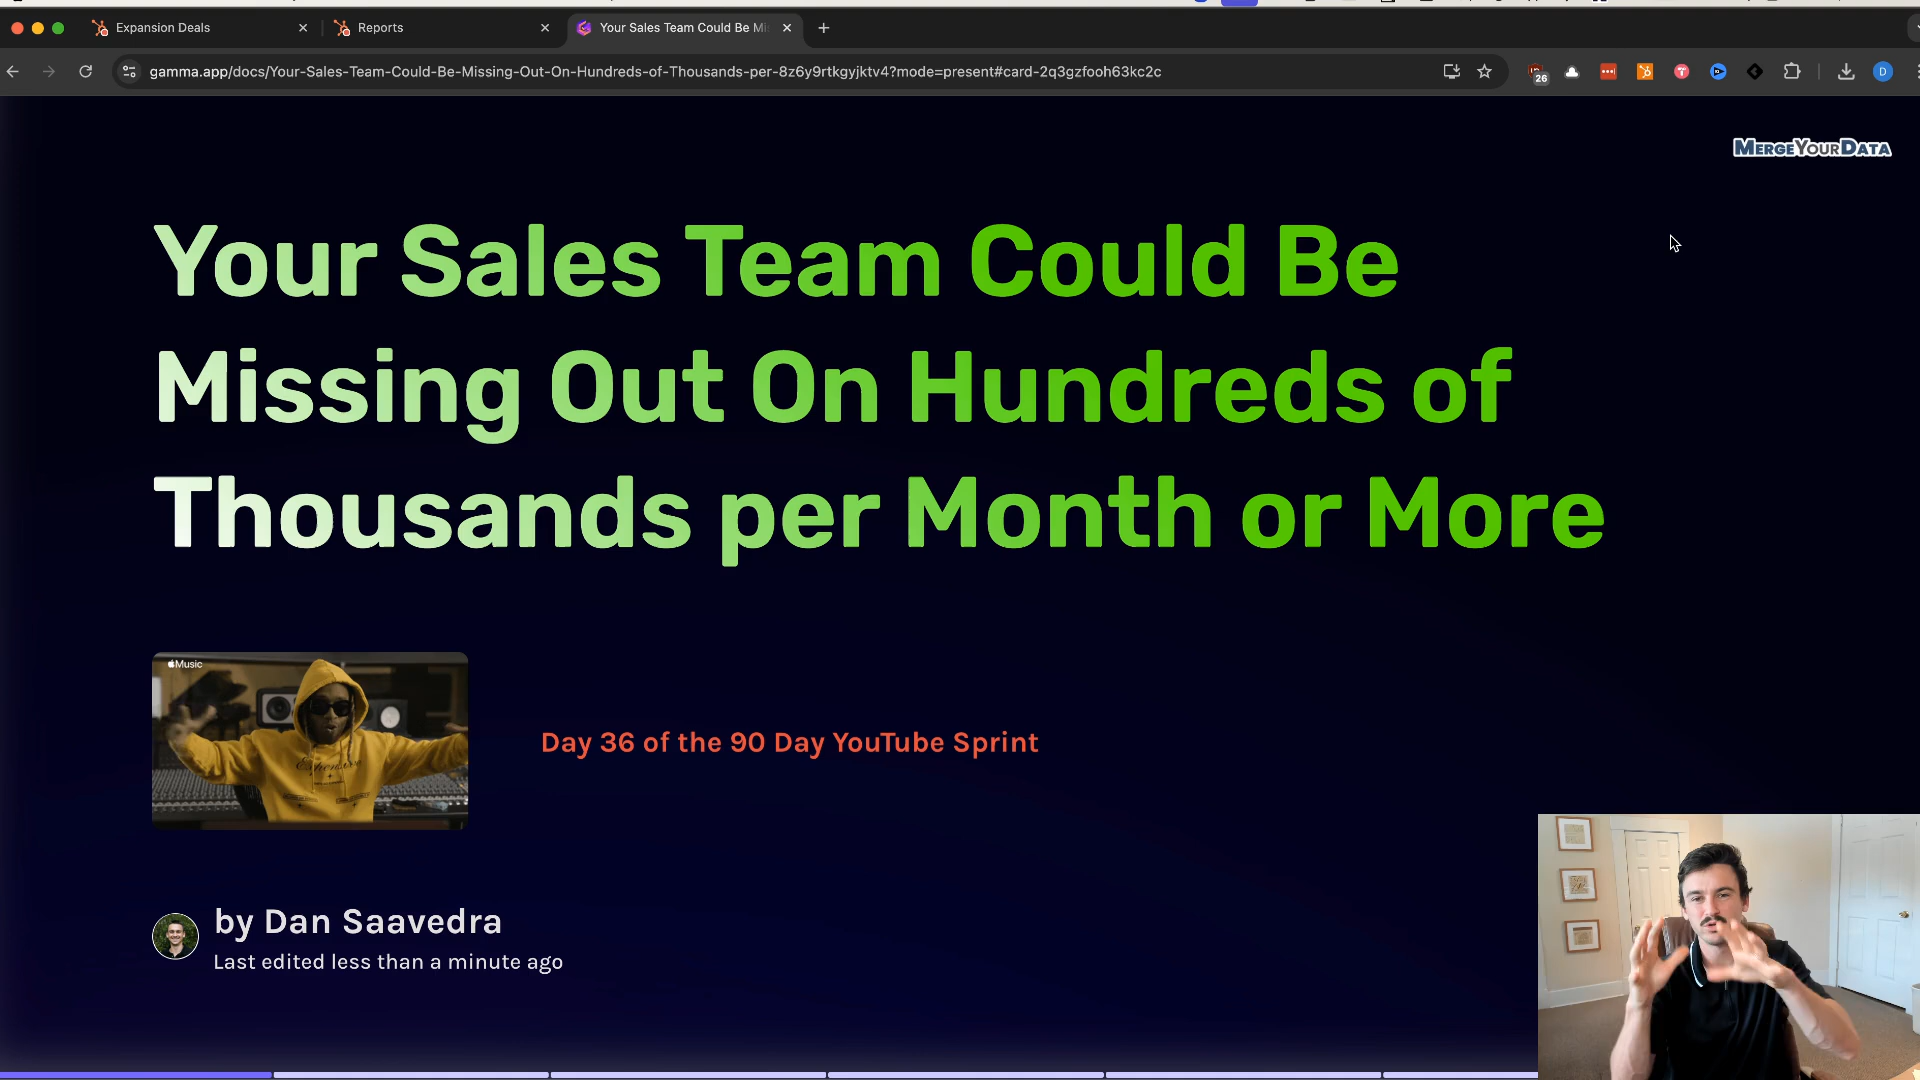 Expansion Deals
Reports
Your Sales Team Could Be Mi
gamma.app/docs/Your-Sales-Team-Could-Be-Missing-Out-On-Hundreds-of-Thousands-per-8z6y9rtkgyjktv4?mode=present#card-2q3gzfooh63kc2c
26
D
MERGEYOURDATA
Your Sales Team Could Be
Missing Out On Hundreds of
Thousands per Month or More
Music
Day 36 of the 90 Day YouTube Sprint
by Dan Saavedra
Last edited less than a minute ago